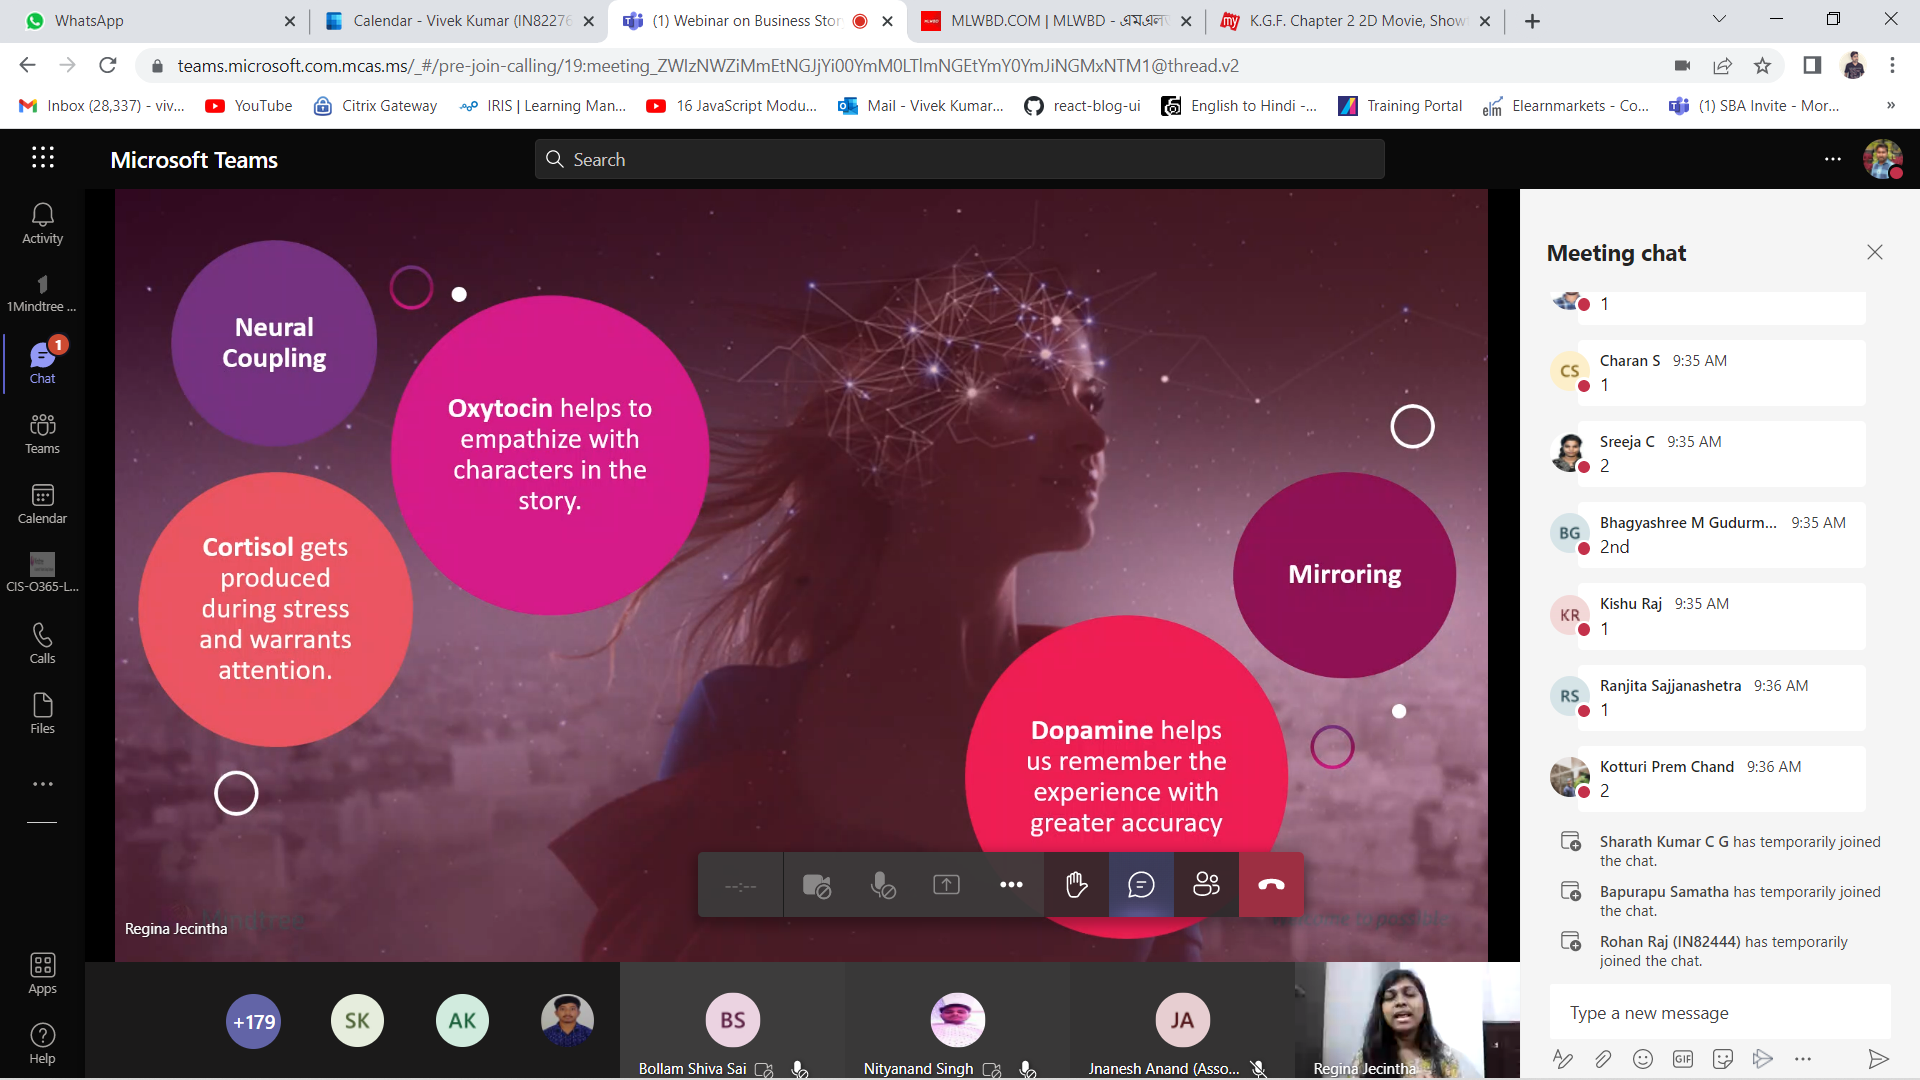 WhatsApp
Calendar - Vivek Kumar (IN82276
(1) Webinar on Business Stor
MLWBD.COM | MLWBD - এমএল
K.G.F. Chapter 2 2D Movie, Show
teams.microsoft.com.mcas.ms/_#/pre-join-calling/19:meeting_ZWIzNWZiMmEtNGJjYi00YmM0LTlmNGEtYmY0YmJiNGMxNTM1@thread.v2
Inbox (28,337) - viv...
YouTube
Citrix Gateway
IRIS | Learning Man...
16 JavaScript Modu...
Mail - Vivek Kumar...
react-blog-ui
English to Hindi -...
Training Portal
Elearnmarkets - Co...
(1) SBA Invite - Mor...
»
Microsoft Teams
Search
Activity
1Mindtree ...
1
Chat
Teams
Calendar
CIS-O365-L...
Calls
Files
Apps
Help
Neural
Coupling
Oxytocin helps to
empathize with
characters in the
story.
Cortisol gets
produced
during stress
and warrants
attention.
Mirroring
Dopamine helps
us remember the
experience with
greater accuracy
--:--
Mindtree
Regina Jecintha
+179
SK
AK
BS
Bollam Shiva Sai
Nityanand Singh
JA
Jnanesh Anand (Asso...
Regina Jecintha
Meeting chat
1
CS
Charan S 9:35 AM
1
Sreeja C 9:35 AM
2
BG
Bhagyashree M Gudurm... 9:35 AM
2nd
KR
Kishu Raj 9:35 AM
1
RS
Ranjita Sajjanashetra 9:36 AM
1
Kotturi Prem Chand 9:36 AM
2
Sharath Kumar C G has temporarily joined
the chat.
Bapurapu Samatha has temporarily joined
the chat.
Rohan Raj (IN82444) has temporarily
joined the chat.
Type a new message
GIF